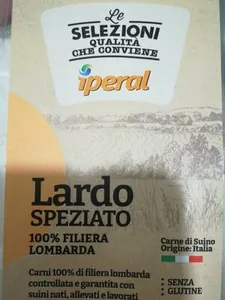 Le
SELEZIONI
QUALITÀ
CHE CONVIENE
iperal
Lardo
SPEZIATO
100% FILIERA
LOMBARDA
Carne di Suino
Origine: Italia
Carni 100% di filiera lombarda
controllata e garantita con
suini nati, allevati e lavorati
SENZA
GLUTINE